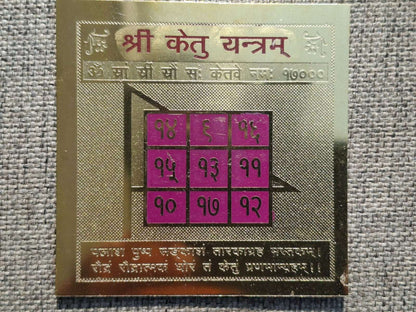 श्री केतु यन्त्रम्
ॐ स्रां स्रीं स्रौं सः केतवे नमः १७०००
१४ ९ १६
१५ १३ ११
१० १७ १२
पलाश पुष्प सङ्काशं तारकाग्रह मस्तकम्।
रौद्रं रौद्रात्मकं घोरं तं केतुं प्रणमाम्यहम्।।